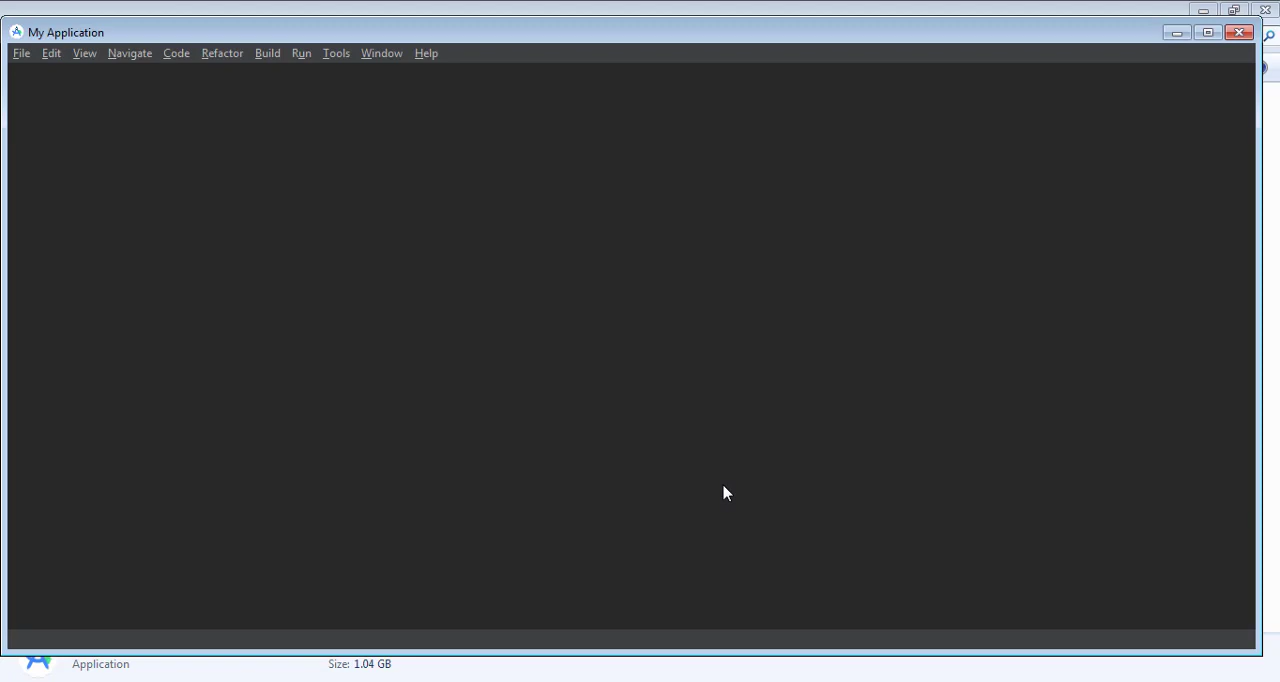 My Application
File Edit View Navigate Code Refactor Build Run Tools Window Help
Application Size: 1.04 GB